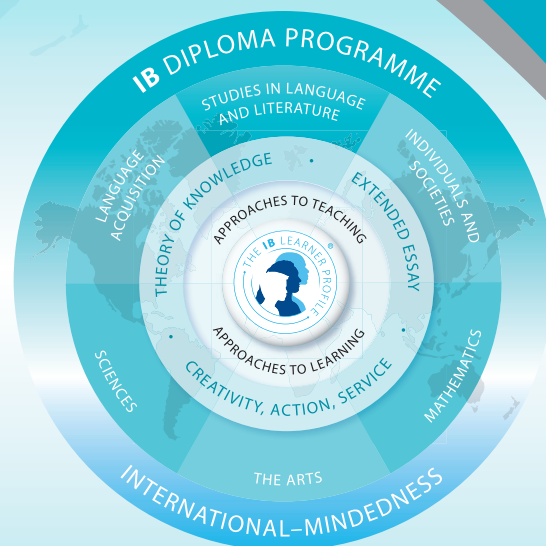 IB DIPLOMA PROGRAMME
STUDIES IN LANGUAGE
AND LITERATURE
LANGUAGE
ACQUISITION
INDIVIDUALS AND
SOCIETIES
THEORY OF KNOWLEDGE
EXTENDED ESSAY
APPROACHES TO TEACHING
THE IB LEARNER PROFILE
®
APPROACHES TO LEARNING
CREATIVITY, ACTION, SERVICE
SCIENCES
MATHEMATICS
THE ARTS
INTERNATIONAL–MINDEDNESS